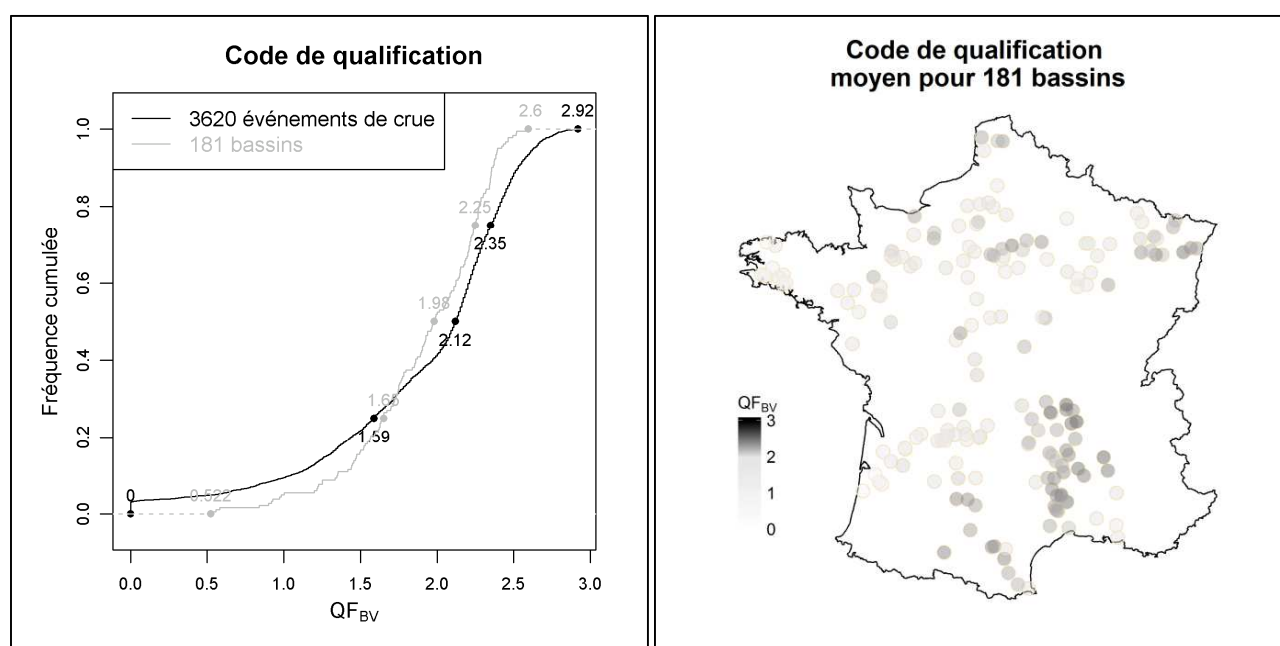 Code de qualification
3620 événements de crue
181 bassins
2.6
2.92
2.25
2.35
1.98
2.12
1.65
1.59
0
0.522
Fréquence cumulée
1.0
0.8
0.6
0.4
0.2
0.0
0.0 0.5 1.0 1.5 2.0 2.5 3.0
QFBV
Code de qualification
moyen pour 181 bassins
QFBV
3
2
1
0